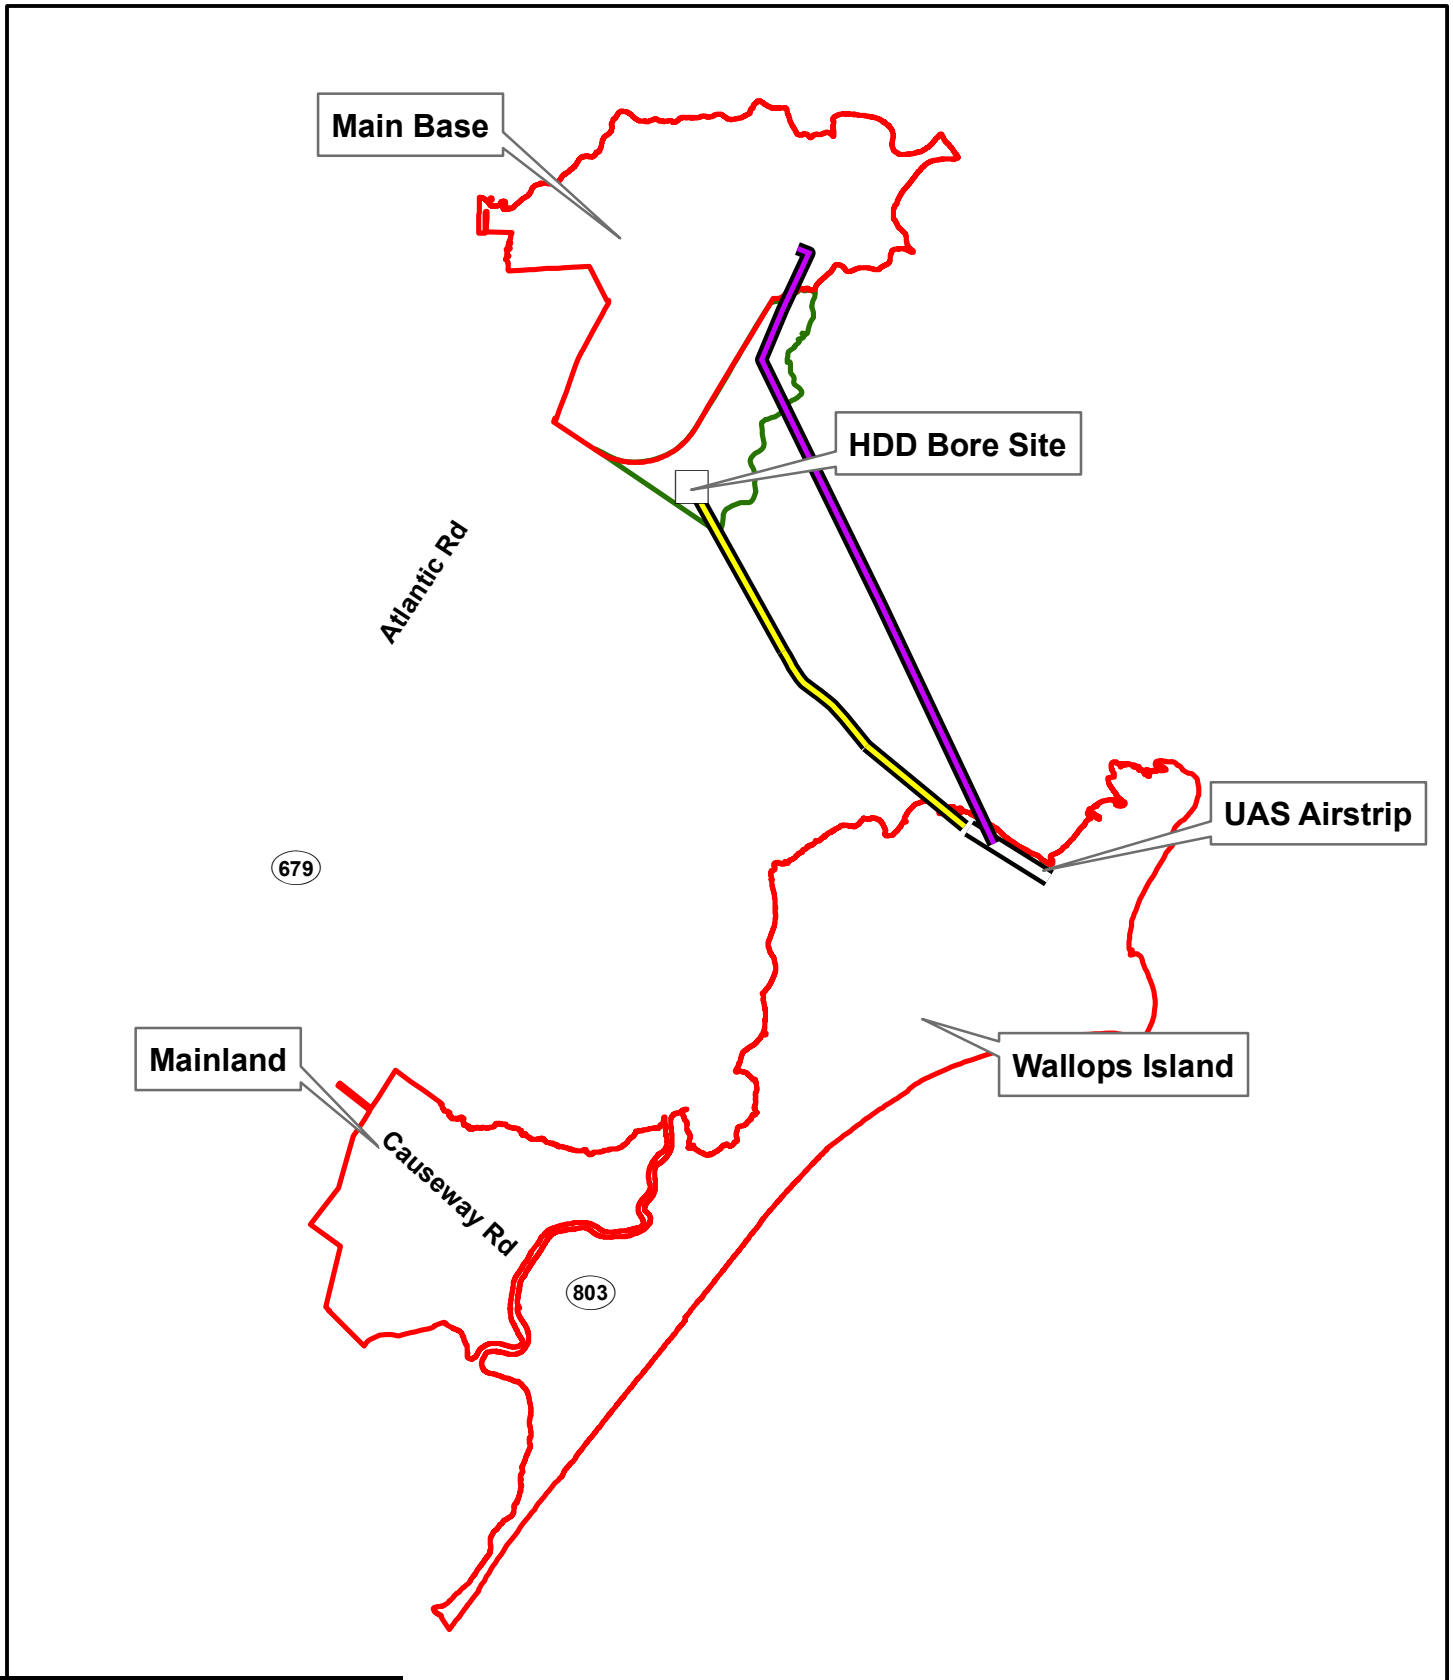 Main Base
HDD Bore Site
Atlantic Rd
UAS Airstrip
679
Mainland
Wallops Island
Causeway Rd
803